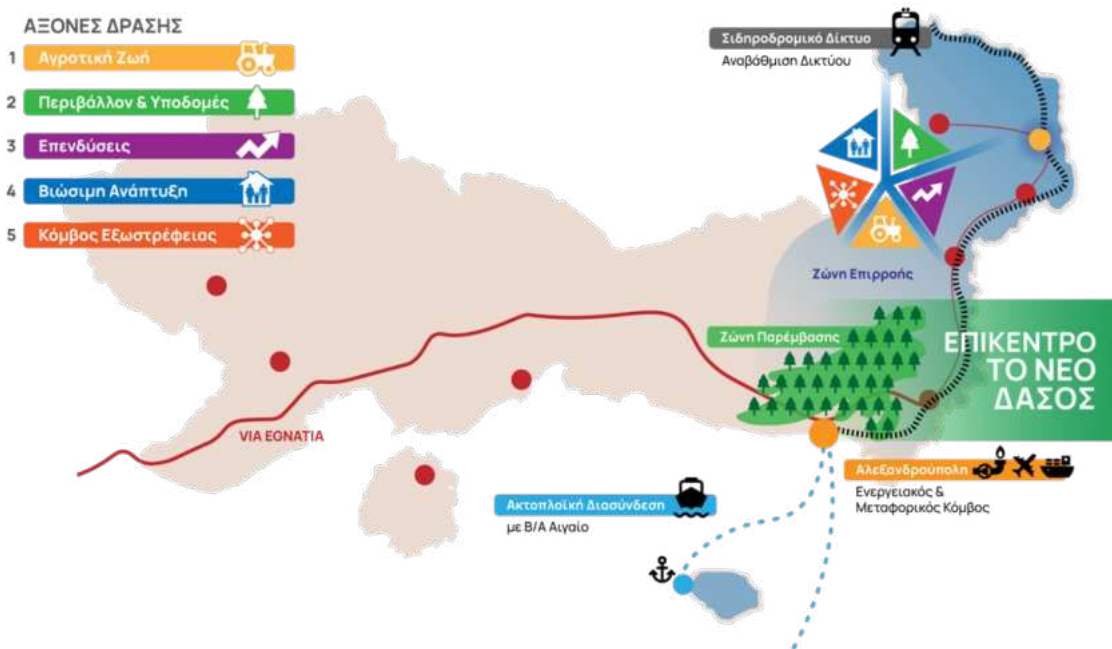 ΑΞΟΝΕΣ ΔΡΑΣΗΣ
1 Αγροτική Ζωή
2 Περιβάλλον & Υποδομές
3 Επενδύσεις
4 Βιώσιμη Ανάπτυξη
5 Κόμβος Εξωστρέφειας
Σιδηροδρομικό Δίκτυο
Αναβάθμιση Δικτύου
Ζώνη Επιρροής
Ζώνη Παρέμβασης
ΕΠΙΚΕΝΤΡΟ
ΤΟ ΝΕΟ
ΔΑΣΟΣ
VIA EGNATIA
Αλεξανδρούπολη
Ενεργειακός &
Μεταφορικός Κόμβος
Ακτοπλοϊκή Διασύνδεση
με Β/Α Αιγαίο